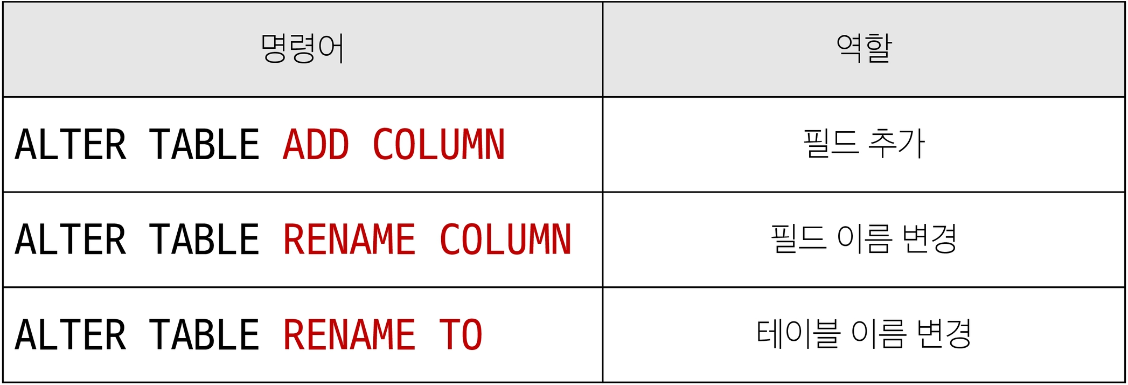 명령어 역할
ALTER TABLE ADD COLUMN 필드 추가
ALTER TABLE RENAME COLUMN 필드 이름 변경
ALTER TABLE RENAME TO 테이블 이름 변경